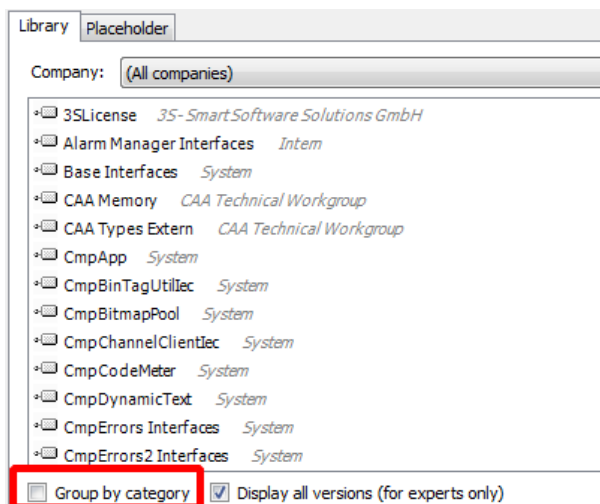 Library Placeholder
Company: (All companies)
3SLicense 3S-Smart Software Solutions GmbH
Alarm Manager Interfaces Intern
Base Interfaces System
CAA Memory CAA Technical Workgroup
CAA Types Extern CAA Technical Workgroup
CmpApp System
CmpBinTagUtilIec System
CmpBitmapPool System
CmpChannelClientIec System
CmpCodeMeter System
CmpDynamicText System
CmpErrors Interfaces System
CmpErrors2 Interfaces System
Group by category Display all versions (for experts only)